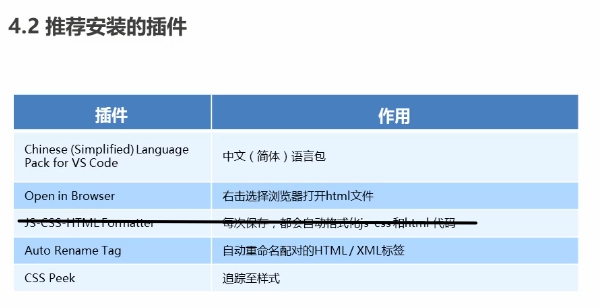 4.2 推荐安装的插件
插件 作用
Chinese (Simplified) Language
Pack for VS Code
中文（简体）语言包
Open in Browser 右击选择浏览器打开html文件
JS-CSS-HTML Formatter 每次保存，都会自动格式化js css 和html 代码
Auto Rename Tag 自动重命名配对的HTML / XML标签
CSS Peek 追踪至样式